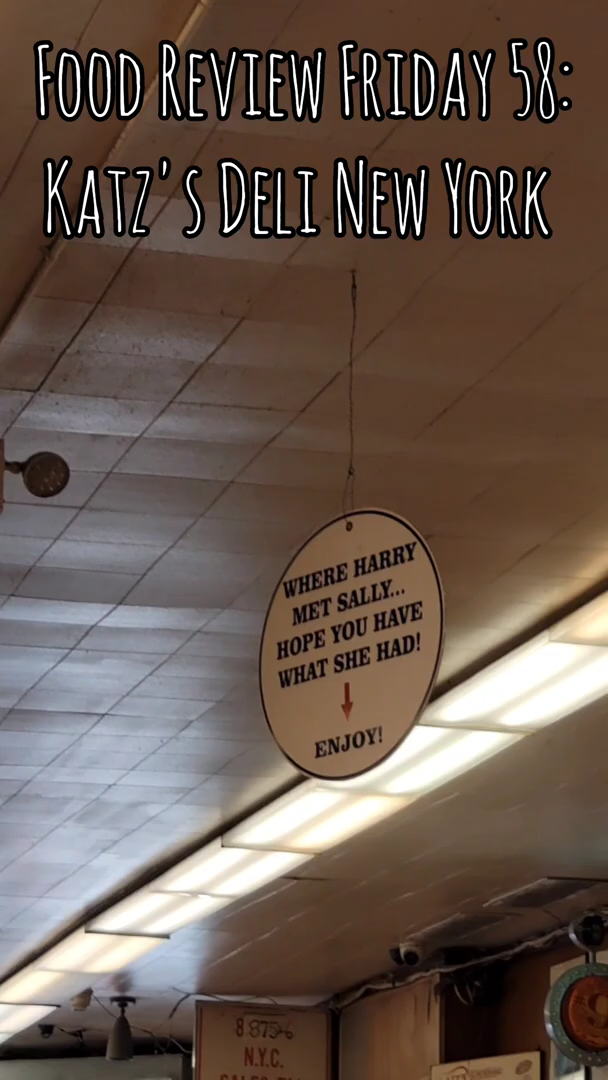 Food Review Friday 58:
Katz's Deli New York
WHERE HARRY
MET SALLY...
HOPE YOU HAVE
WHAT SHE HAD!
ENJOY!
N.Y.C.